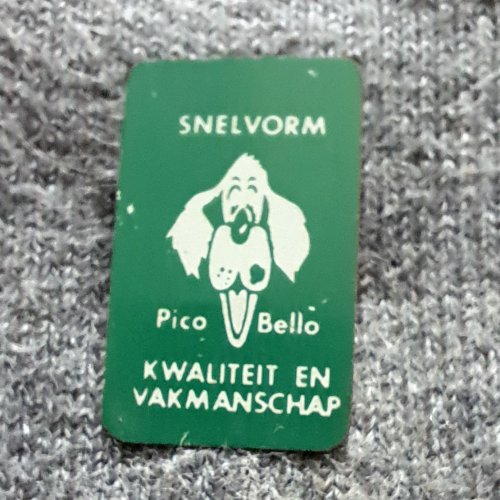 SNELVORM
Pico Bello
KWALITEIT EN
VAKMANSCHAP